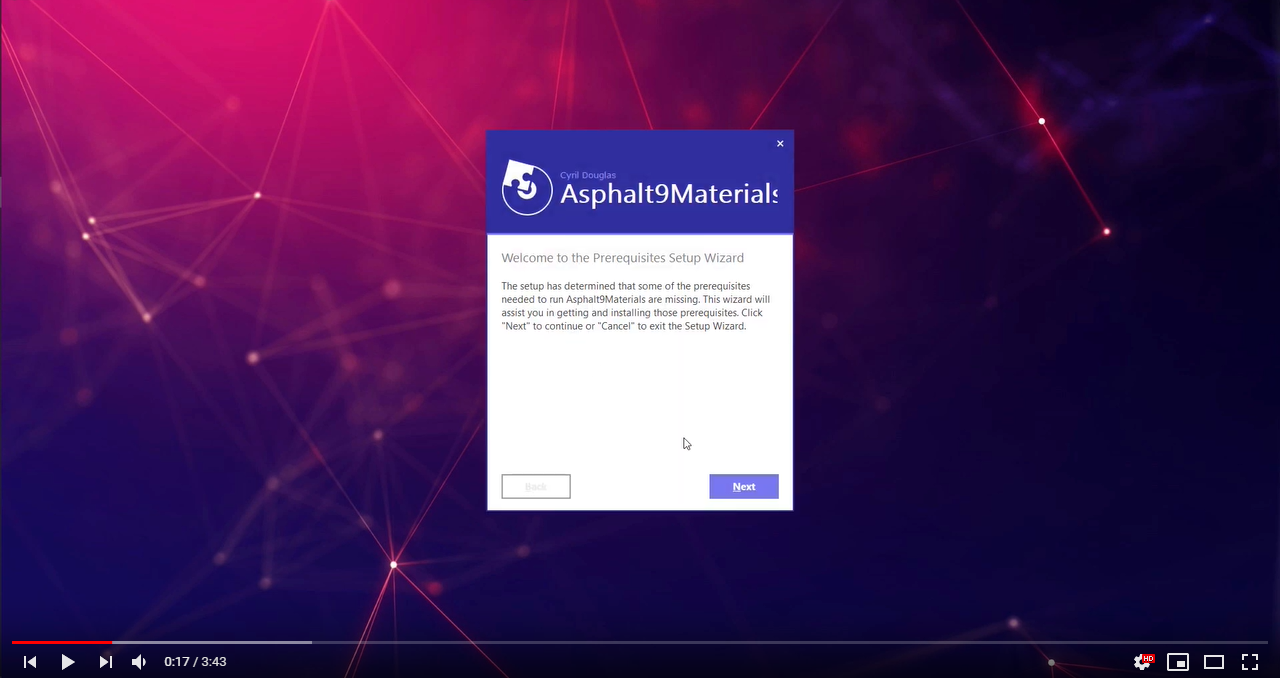 Cyril Douglas
Asphalt9Materials
Welcome to the Prerequisites Setup Wizard
The setup has determined that some of the prerequisites
needed to run Asphalt9Materials are missing. This wizard will
assist you in getting and installing those prerequisites. Click
"Next" to continue or "Cancel" to exit the Setup Wizard.
Back
Next
0:17 / 3:43
HD